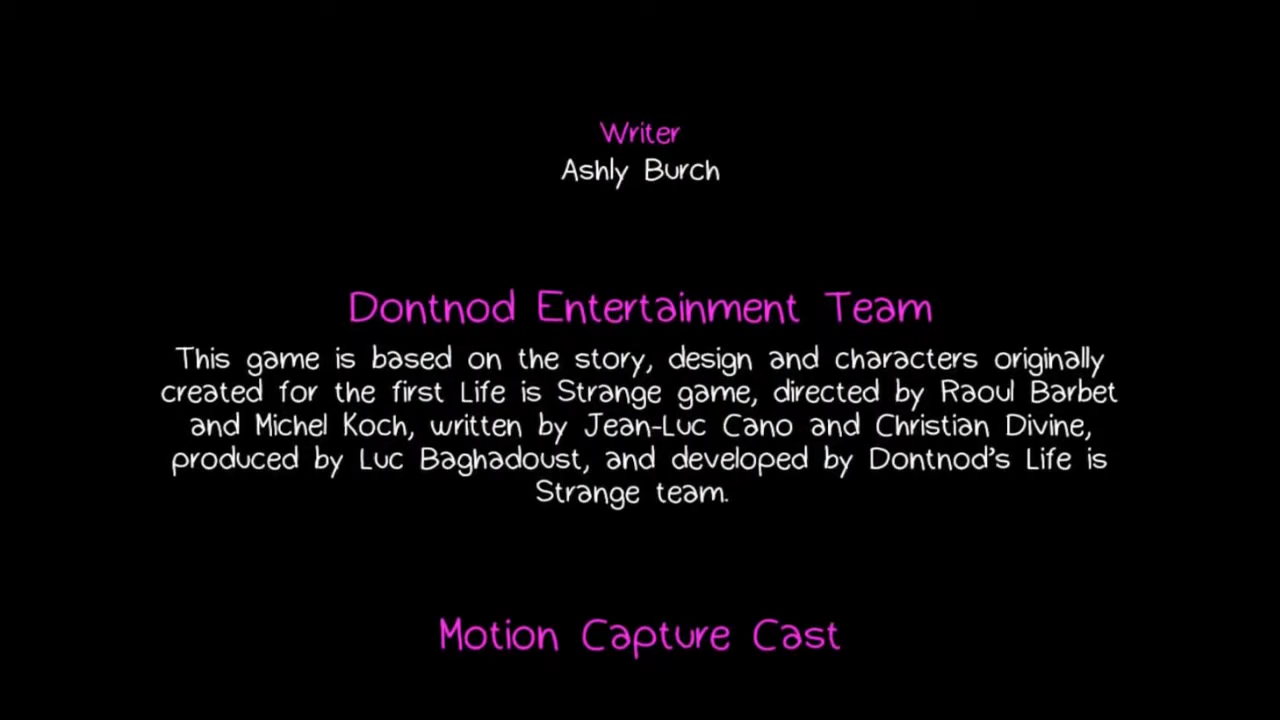 Writer
Ashly Burch
Dontnod Entertainment Team
This game is based on the story, design and characters originally
created for the first Life is Strange game, directed by Raoul Barbet
and Michel Koch, written by Jean-Luc Cano and Christian Divine,
produced by Luc Baghadoust, and developed by Dontnod's Life is
Strange team.
Motion Capture Cast